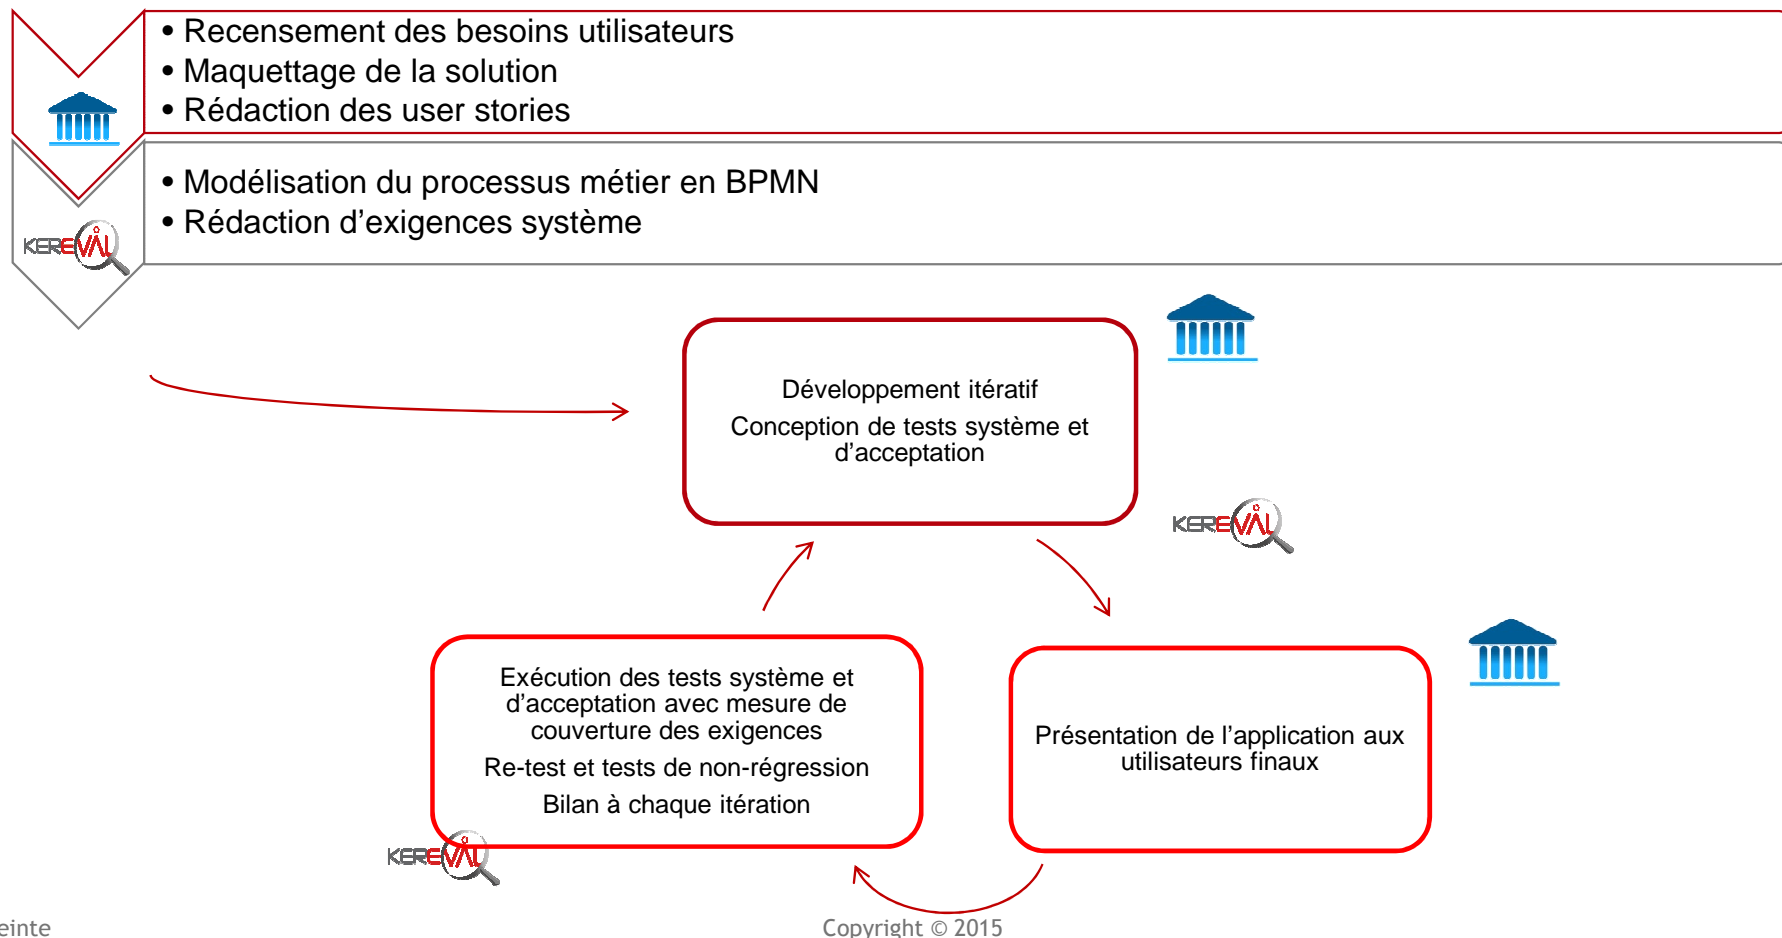 • Recensement des besoins utilisateurs
• Maquettage de la solution
• Rédaction des user stories
• Modélisation du processus métier en BPMN
• Rédaction d’exigences système
KEREVAL
Développement itératif
Conception de tests système et
d’acceptation
KEREVAL
Exécution des tests système et
d’acceptation avec mesure de
couverture des exigences
Re-test et tests de non-régression
Bilan à chaque itération
Présentation de l’application aux
utilisateurs finaux
KEREVAL
einte
Copyright © 2015